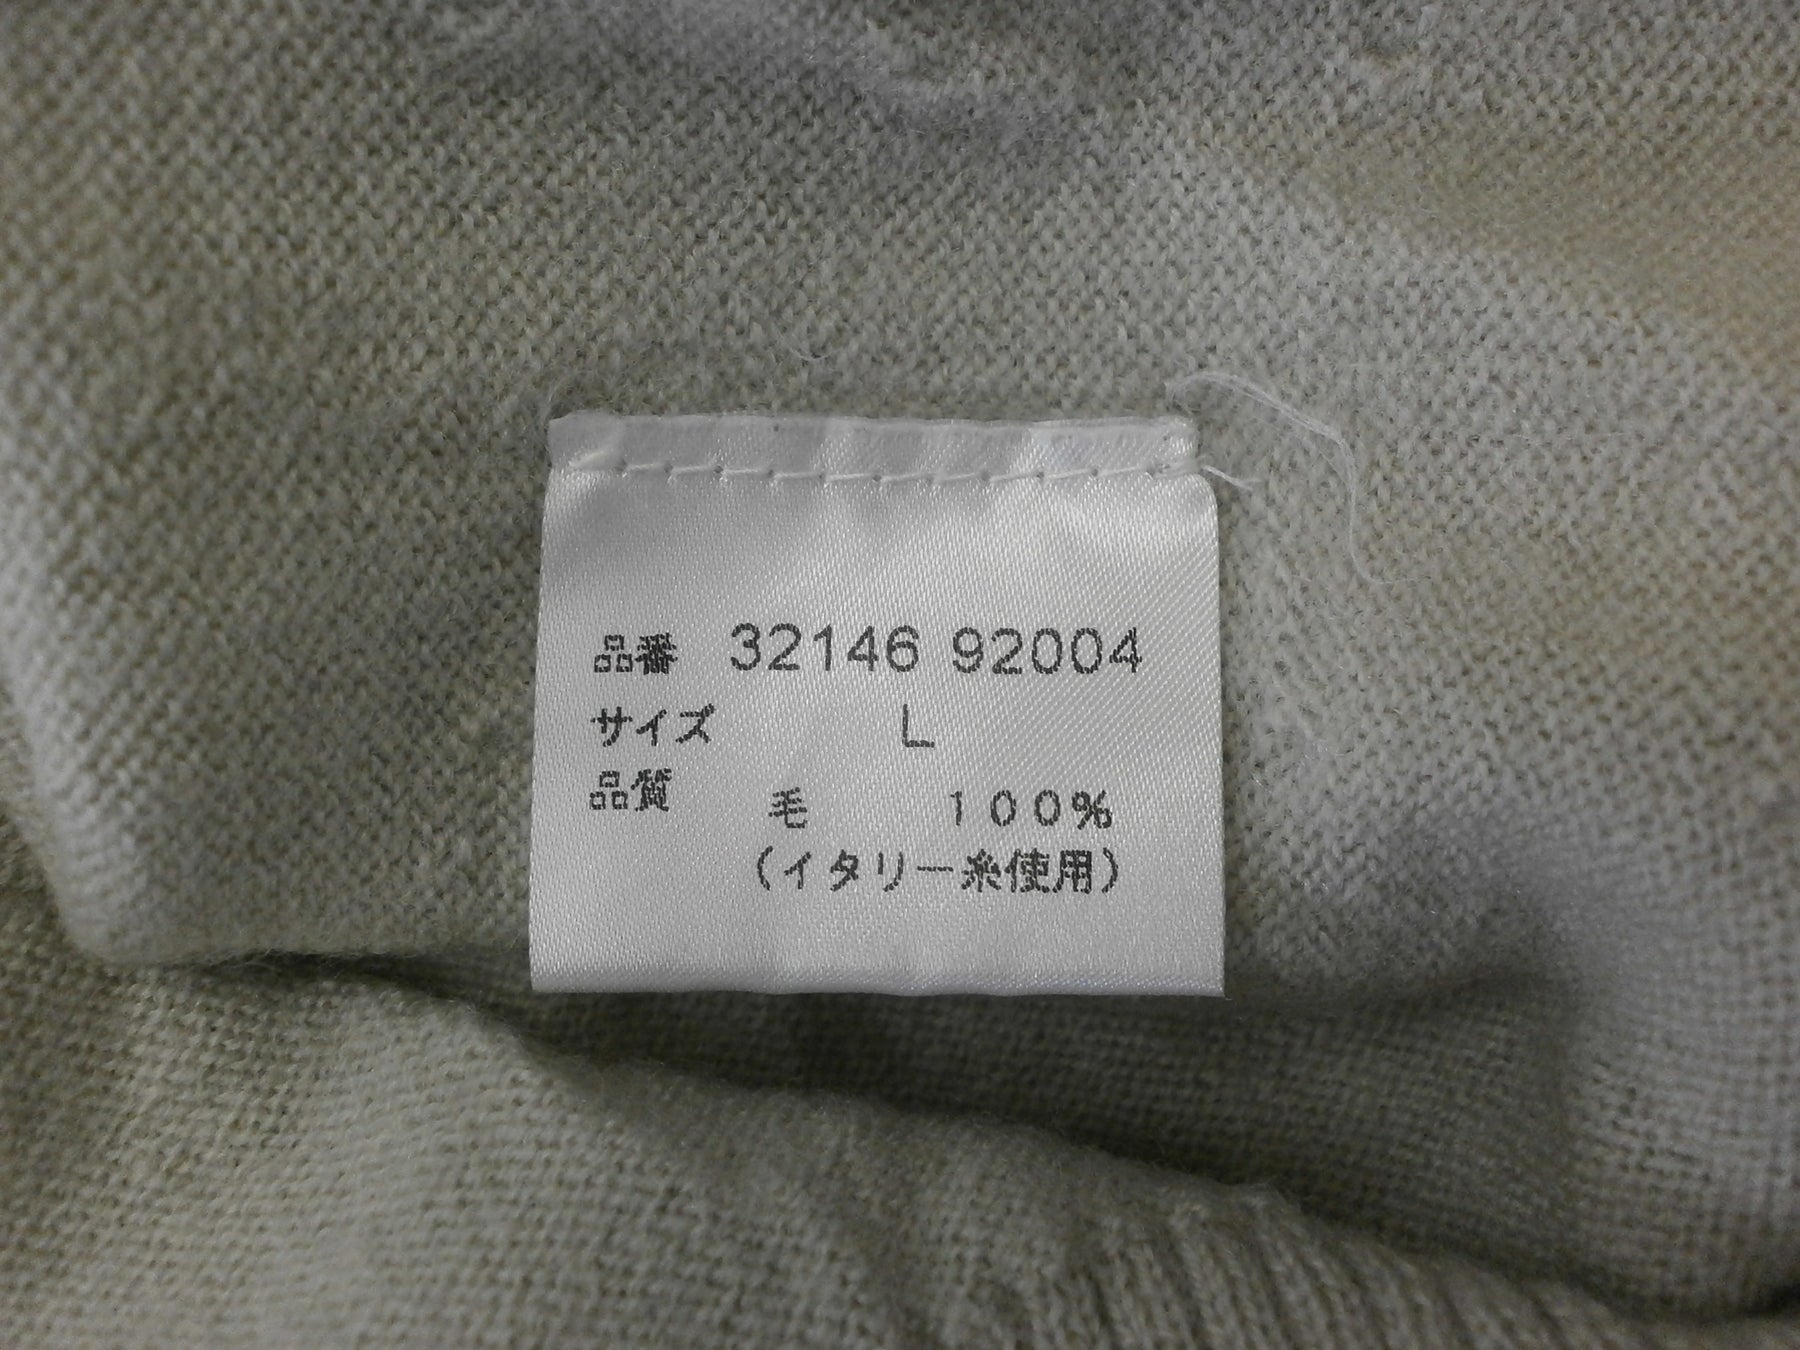 品番 32146 92004
サイズ L
品質
毛 100%
(イタリー糸使用)